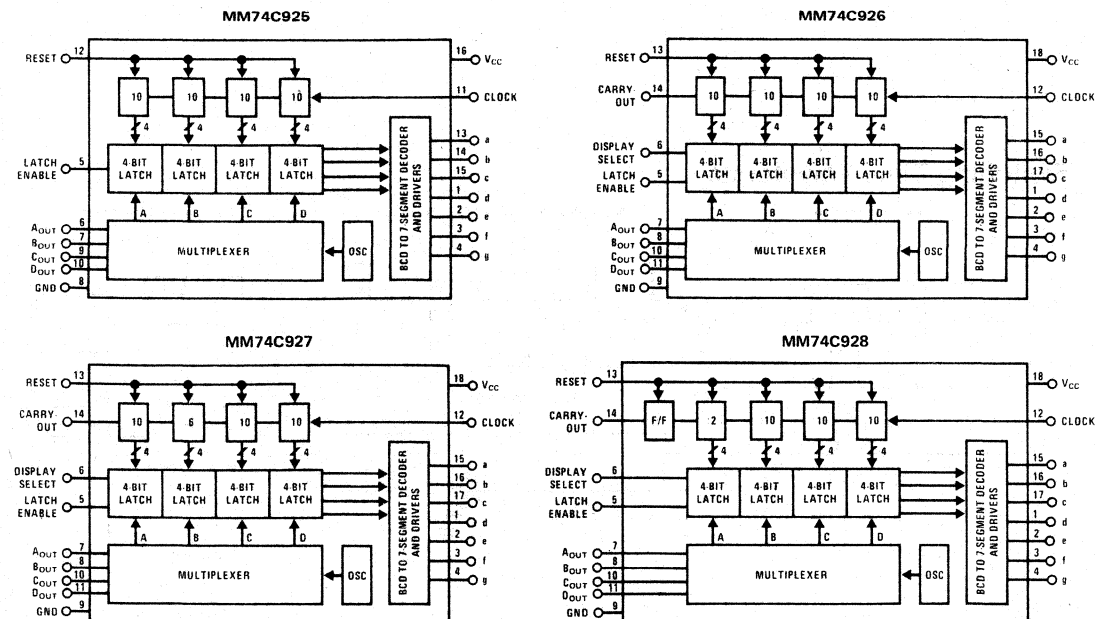 MM74C925
RESET 12
16 VCC
10 10 10 10
11 CLOCK
4 4 4 4
LATCH ENABLE 5
4-BIT LATCH 4-BIT LATCH 4-BIT LATCH 4-BIT LATCH
A B C D
AOUT 6
BOUT 7
COUT 9
DOUT 10
GND 8
MULTIPLEXER
OSC
BCD TO 7-SEGMENT DECODER AND DRIVERS
13 a
14 b
15 c
1 d
2 e
3 f
4 g
MM74C926
RESET 13
18 VCC
CARRY-OUT 14
10 10 10 10
12 CLOCK
4 4 4 4
DISPLAY SELECT 6
LATCH ENABLE 5
4-BIT LATCH 4-BIT LATCH 4-BIT LATCH 4-BIT LATCH
A B C D
AOUT 7
BOUT 8
COUT 10
DOUT 11
GND 9
MULTIPLEXER
OSC
BCD TO 7-SEGMENT DECODER AND DRIVERS
15 a
16 b
17 c
1 d
2 e
3 f
4 g
MM74C927
RESET 13
18 VCC
CARRY-OUT 14
10 6 10 10
12 CLOCK
4 4 4 4
DISPLAY SELECT 6
LATCH ENABLE 5
4-BIT LATCH 4-BIT LATCH 4-BIT LATCH 4-BIT LATCH
A B C D
AOUT 7
BOUT 8
COUT 10
DOUT 11
GND 9
MULTIPLEXER
OSC
BCD TO 7-SEGMENT DECODER AND DRIVERS
15 a
16 b
17 c
1 d
2 e
3 f
4 g
MM74C928
RESET 13
18 VCC
CARRY-OUT 14
F/F 2 10 10 10
12 CLOCK
4 4 4 4
DISPLAY SELECT 6
LATCH ENABLE 5
4-BIT LATCH 4-BIT LATCH 4-BIT LATCH 4-BIT LATCH
A B C D
AOUT 7
BOUT 8
COUT 10
DOUT 11
GND 9
MULTIPLEXER
OSC
BCD TO 7-SEGMENT DECODER AND DRIVERS
15 a
16 b
17 c
1 d
2 e
3 f
4 g